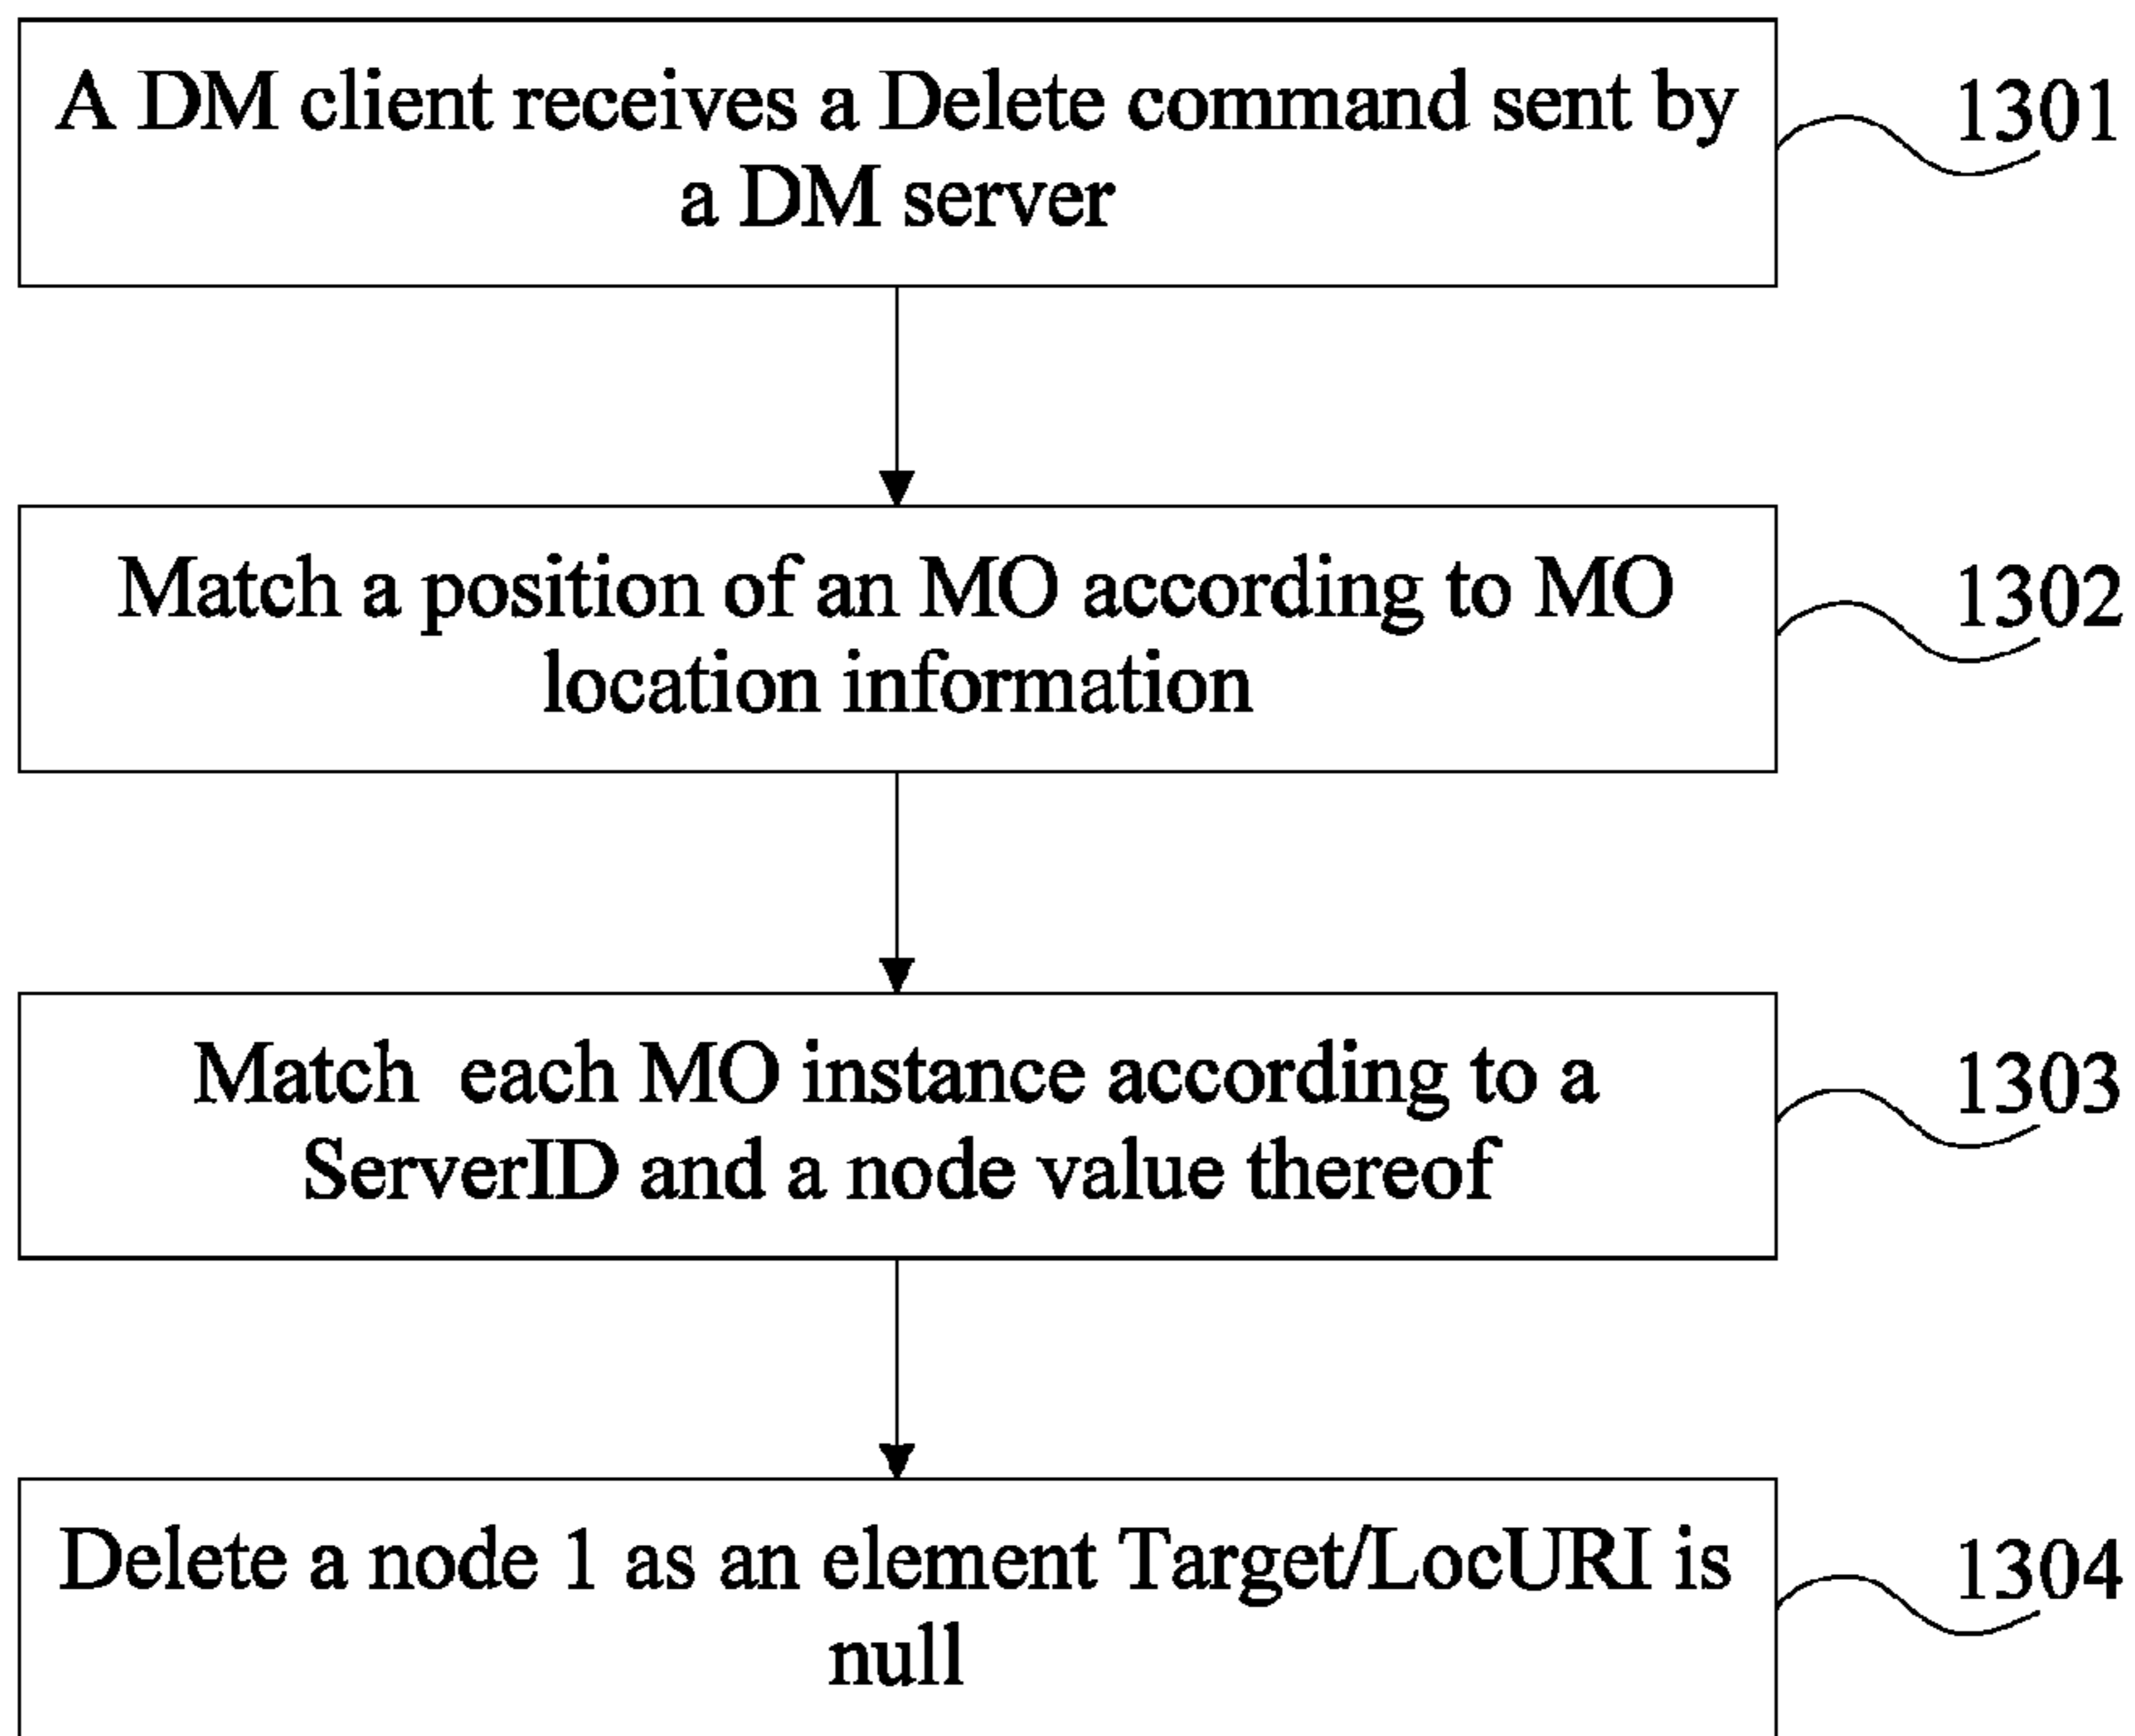 A DM client receives a Delete command sent by
a DM server
1301
Match a position of an MO according to MO
location information
1302
Match each MO instance according to a
ServerID and a node value thereof
1303
Delete a node 1 as an element Target/LocURI is
null
1304